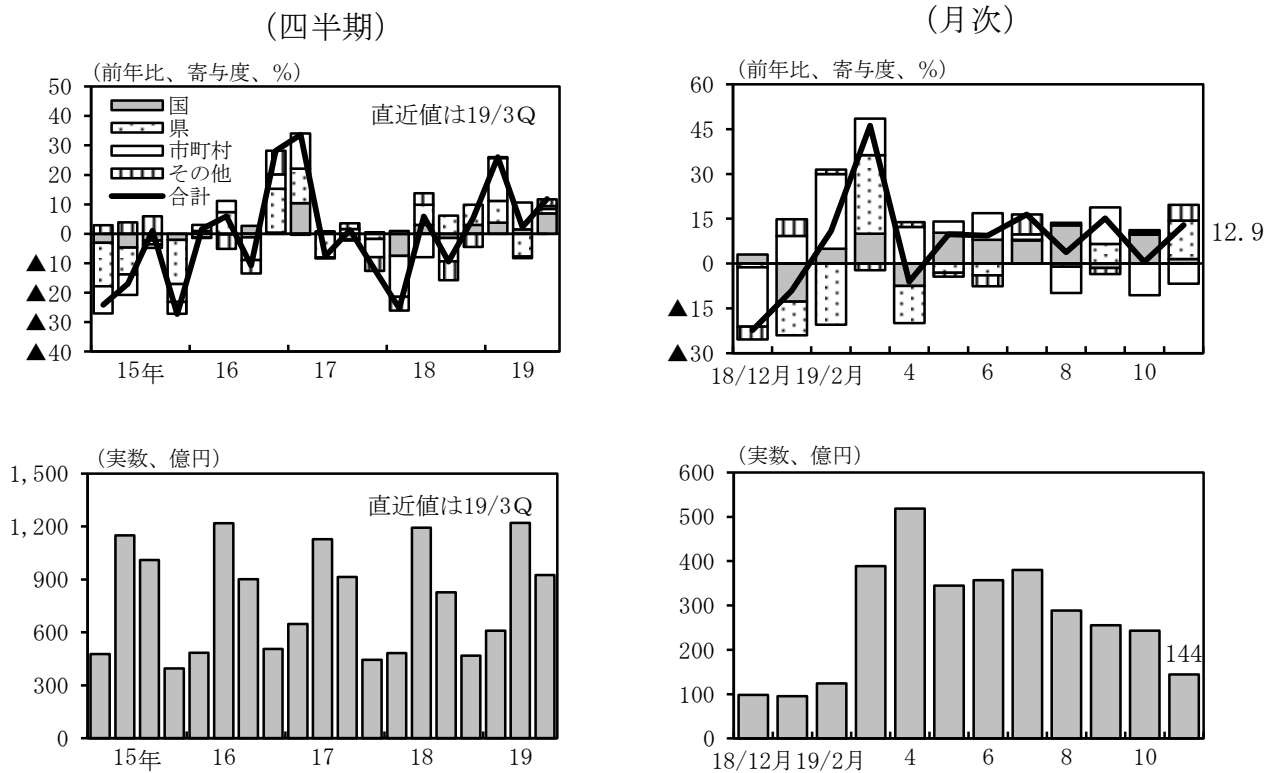 (四半期)
(前年比、寄与度、%)
50
40
30
20
10
0
▲ 10
▲ 20
▲ 30
▲ 40
国
県
市町村
その他
合計
直近値は19/3Q
15年 16 17 18 19
(月次)
(前年比、寄与度、%)
60
45
30
15
0
▲ 15
▲ 30
12.9
18/12月 19/2月 4 6 8 10
(実数、億円)
1,500
1,200
900
600
300
0
直近値は19/3Q
15年 16 17 18 19
(実数、億円)
600
500
400
300
200
100
0
144
18/12月 19/2月 4 6 8 10